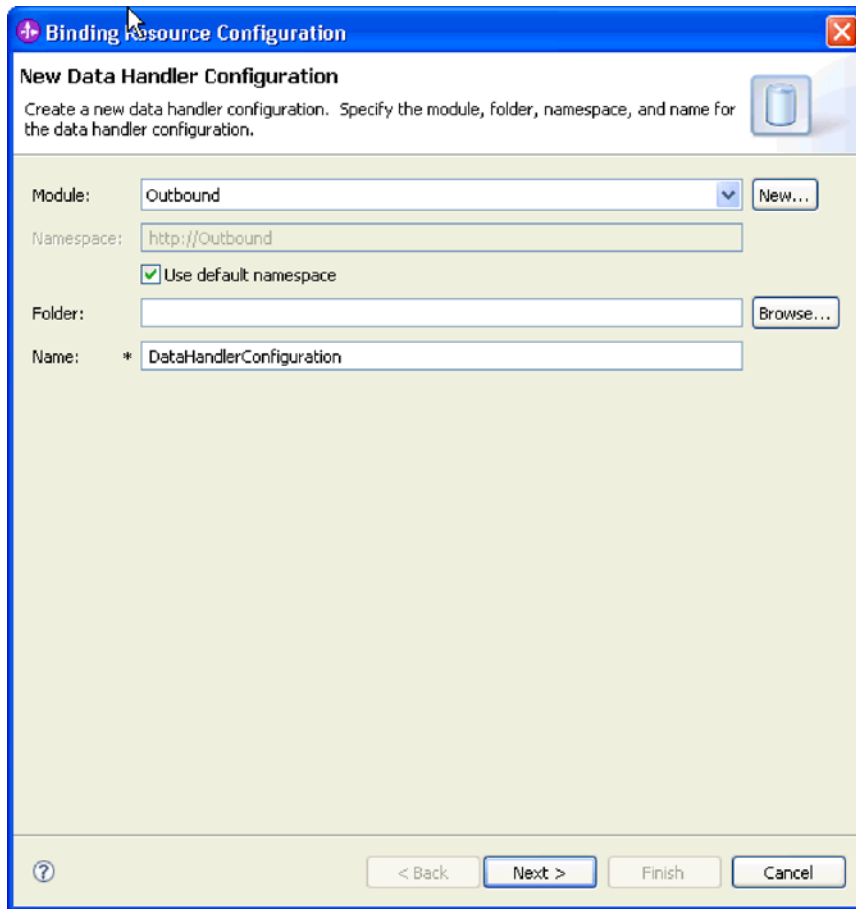 Binding Resource Configuration
New Data Handler Configuration
Create a new data handler configuration. Specify the module, folder, namespace, and name for
the data handler configuration.
Module: Outbound New...
Namespace: http://Outbound
Use default namespace
Folder: Browse...
Name: * DataHandlerConfiguration
? < Back Next > Finish Cancel